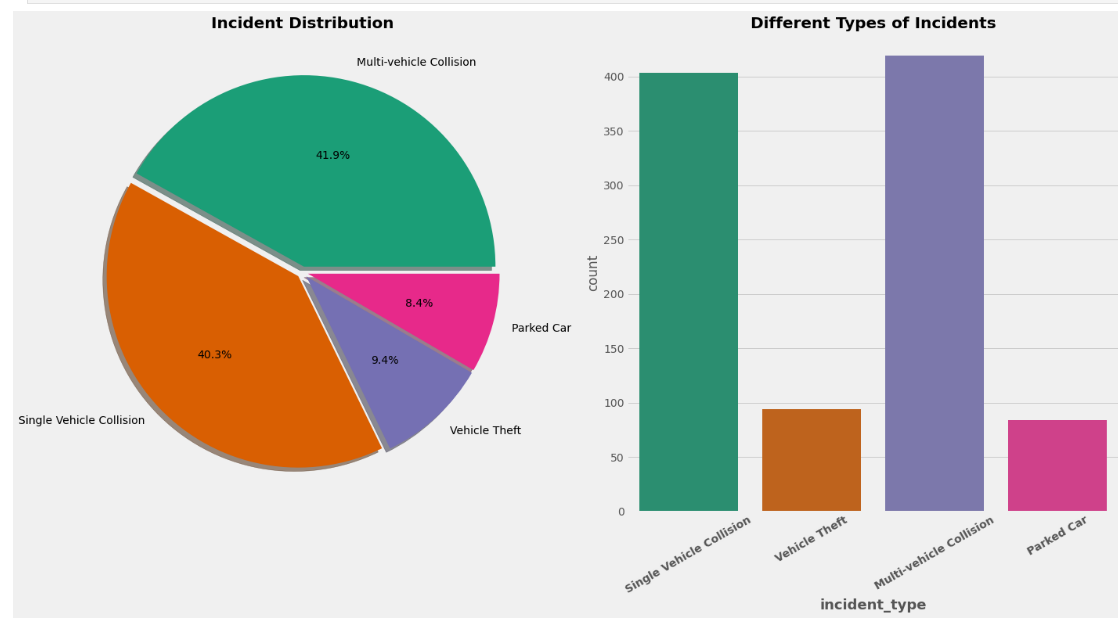 Incident Distribution
Multi-vehicle Collision
41.9%
8.4%
Parked Car
40.3%
9.4%
Single Vehicle Collision
Vehicle Theft
Different Types of Incidents
400
350
300
250
count
200
150
100
50
0
Single Vehicle Collision
Vehicle Theft
Multi-vehicle Collision
Parked Car
incident_type